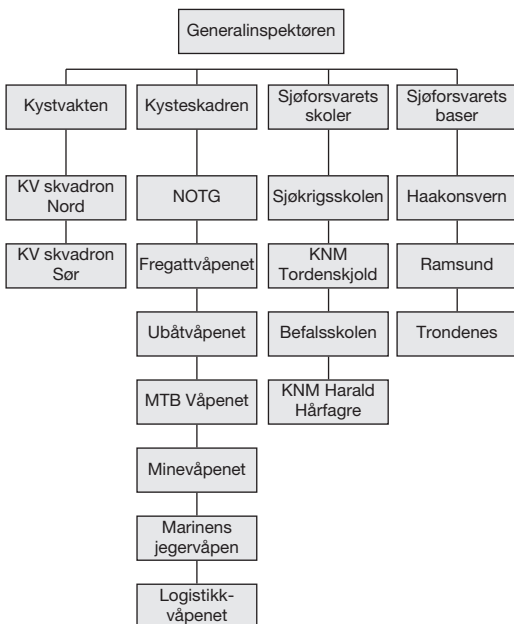 Generalinspektøren
Kystvakten
Kysteskadren
Sjøforsvarets
skoler
Sjøforsvarets
baser
KV skvadron
Nord
NOTG
Sjøkrigsskolen
Haakonsvern
KV skvadron
Sør
Fregattvåpenet
KNM
Tordenskjold
Ramsund
Ubåtvåpenet
Befalsskolen
Trondenes
MTB Våpenet
KNM Harald
Hårfagre
Minevåpenet
Marinens
jegervåpen
Logistikk-
våpenet